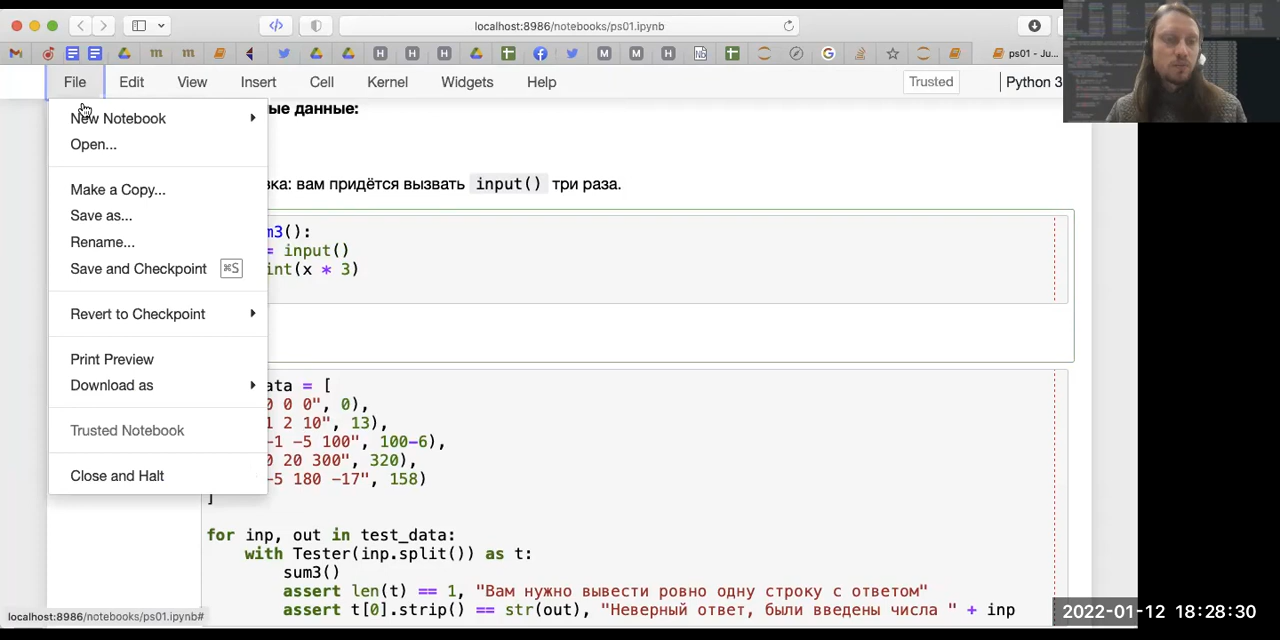 localhost:8986/notebooks/ps01.ipynb
ps01 - Ju...
File Edit View Insert Cell Kernel Widgets Help
Trusted
Python 3
New Notebook
Open...
Make a Copy...
Save as...
Rename...
Save and Checkpoint ⌘S
Revert to Checkpoint
Print Preview
Download as
Trusted Notebook
Close and Halt
ые данные:
ка: вам придётся вызвать input() три раза.
m3():
= input()
int(x * 3)
ata = [
0 0 0", 0),
1 2 10", 13),
-1 -5 100", 100-6),
0 20 300", 320),
-5 180 -17", 158)
]
for inp, out in test_data:
with Tester(inp.split()) as t:
sum3()
assert len(t) == 1, "Вам нужно вывести ровно одну строку с ответом"
assert t[0].strip() == str(out), "Неверный ответ, были введены числа " + inp
localhost:8986/notebooks/ps01.ipynb#
2022-01-12 18:28:30